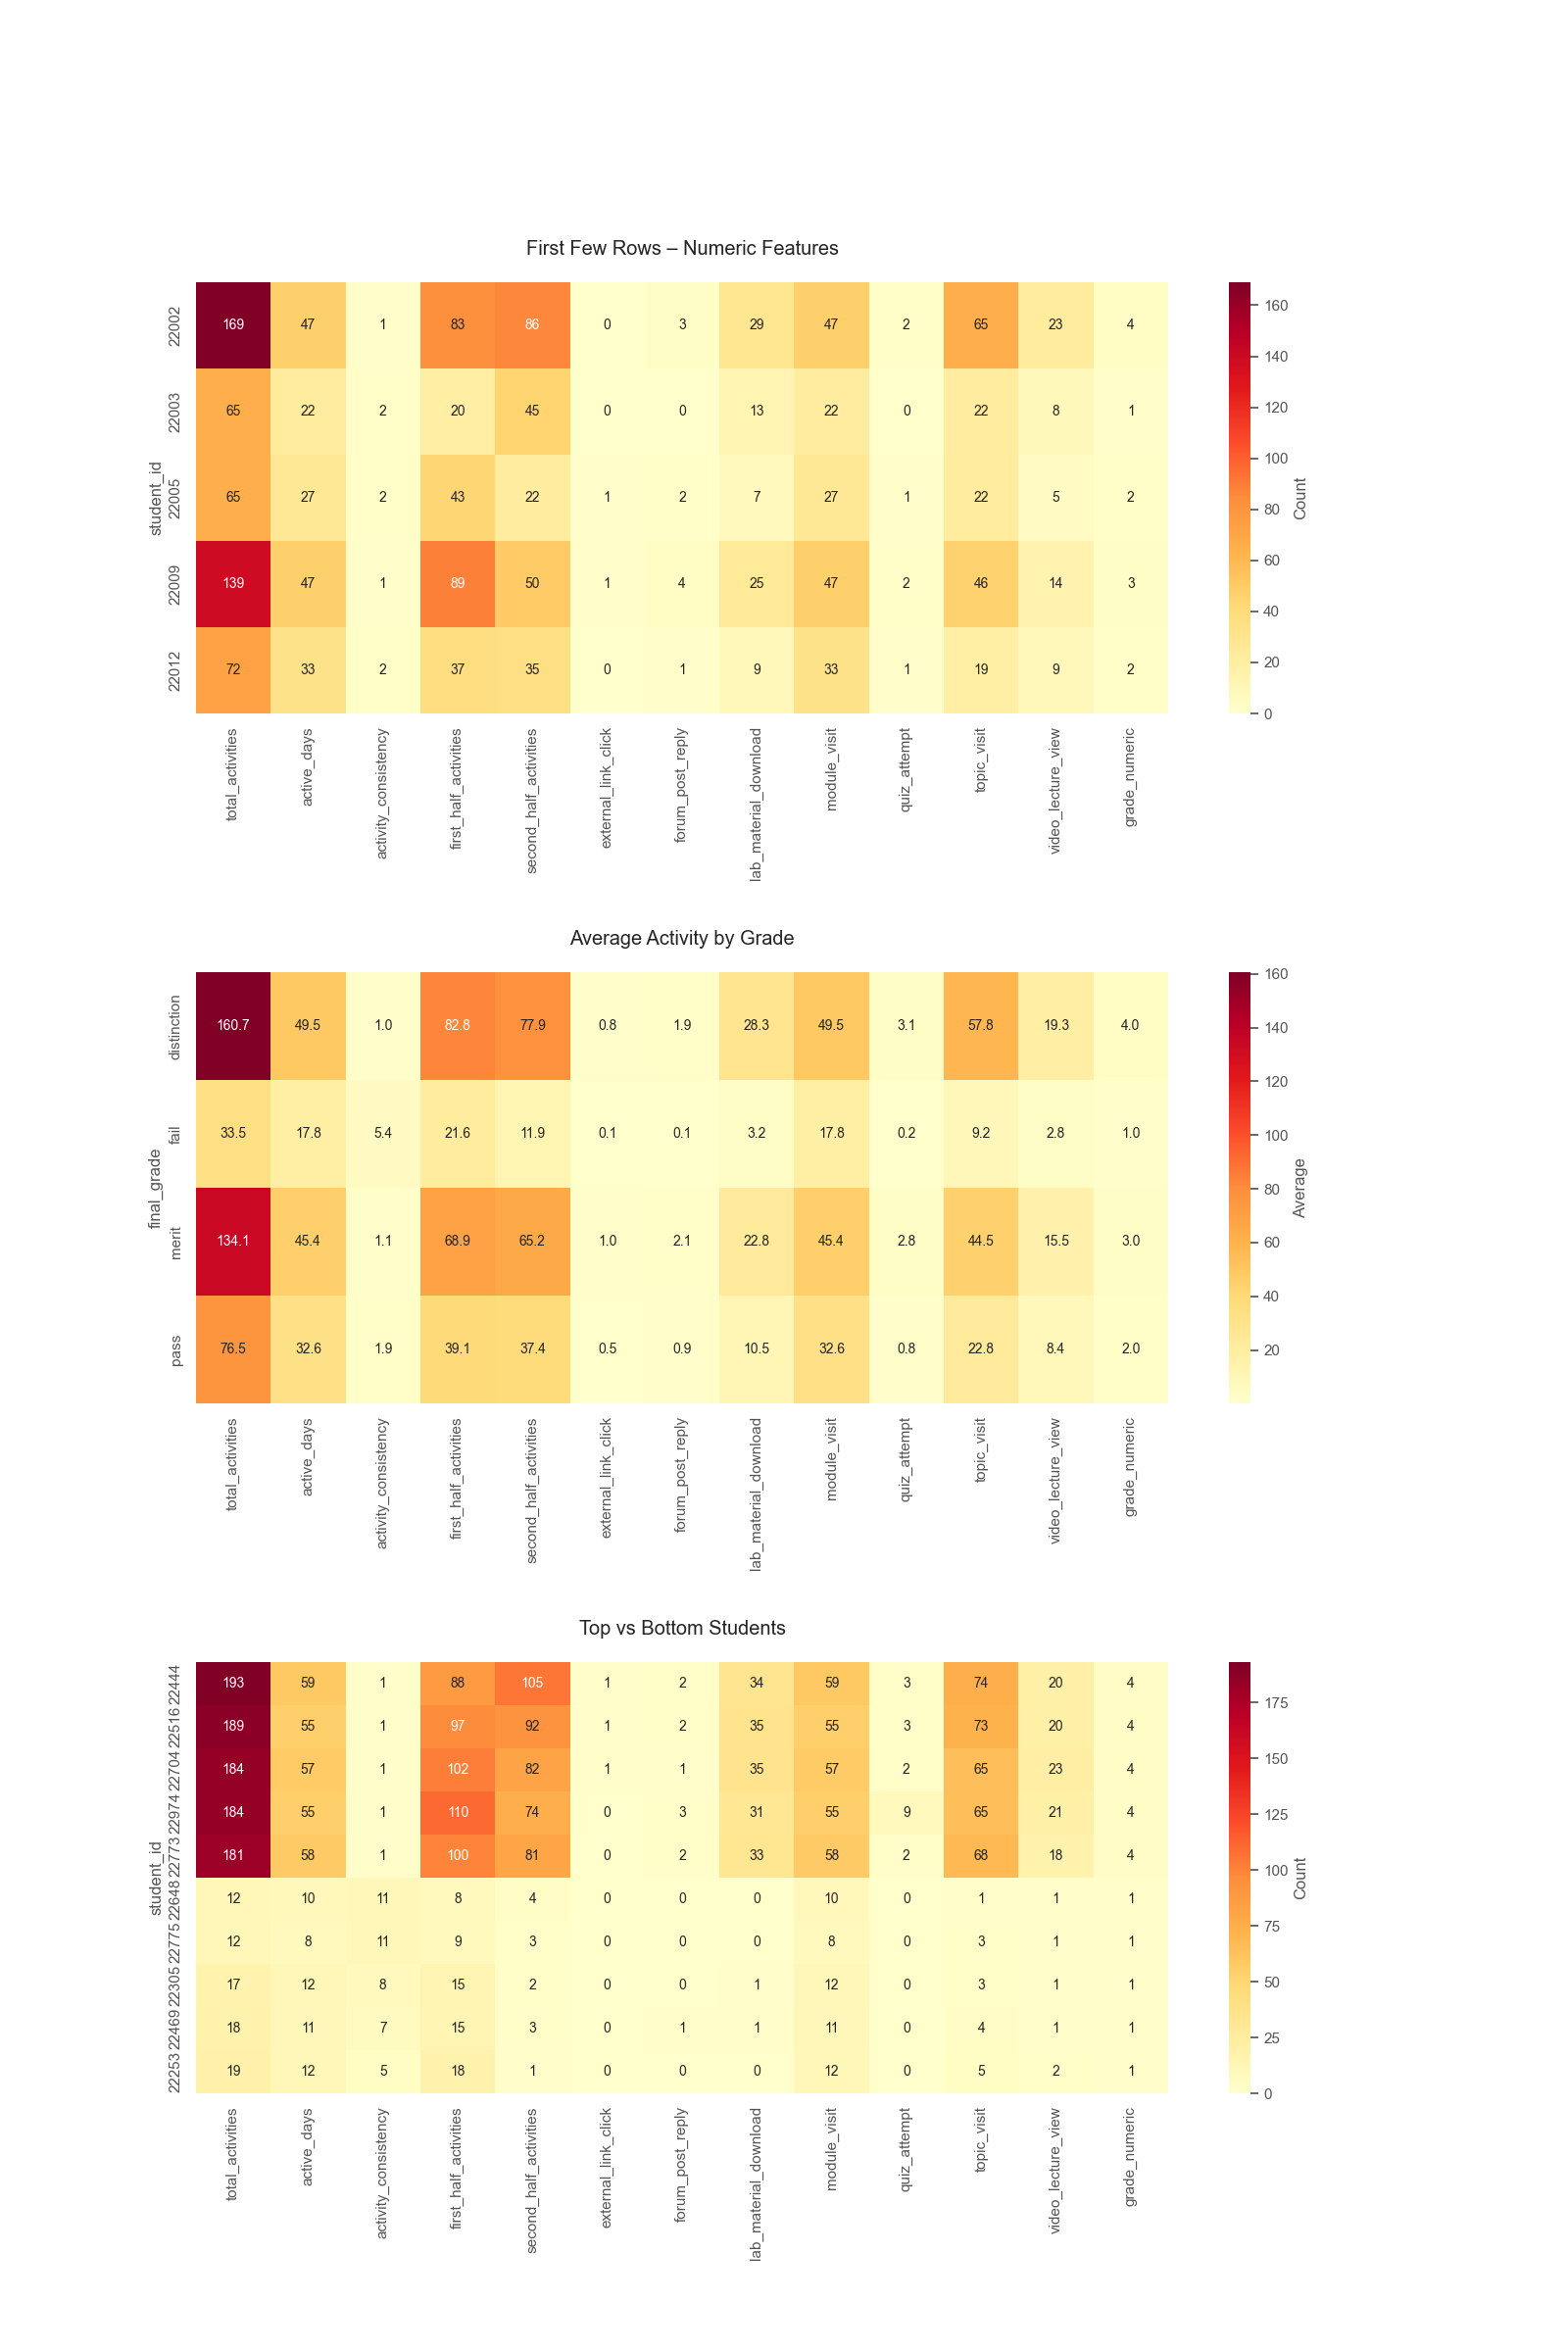 First Few Rows – Numeric Features
student_id
22002 169 47 1 83 86 0 3 29 47 2 65 23 4
22003 65 22 2 20 45 0 0 13 22 0 22 8 1
22005 65 27 2 43 22 1 2 7 27 1 22 5 2
22009 139 47 1 89 50 1 4 25 47 2 46 14 3
22012 72 33 2 37 35 0 1 9 33 1 19 9 2
total_activities
active_days
activity_consistency
first_half_activities
second_half_activities
external_link_click
forum_post_reply
lab_material_download
module_visit
quiz_attempt
topic_visit
video_lecture_view
grade_numeric
160
140
120
100
80
60
40
20
0
Count
Average Activity by Grade
final_grade
distinction 160.7 49.5 1.0 82.8 77.9 0.8 1.9 28.3 49.5 3.1 57.8 19.3 4.0
fail 33.5 17.8 5.4 21.6 11.9 0.1 0.1 3.2 17.8 0.2 9.2 2.8 1.0
merit 134.1 45.4 1.1 68.9 65.2 1.0 2.1 22.8 45.4 2.8 44.5 15.5 3.0
pass 76.5 32.6 1.9 39.1 37.4 0.5 0.9 10.5 32.6 0.8 22.8 8.4 2.0
total_activities
active_days
activity_consistency
first_half_activities
second_half_activities
external_link_click
forum_post_reply
lab_material_download
module_visit
quiz_attempt
topic_visit
video_lecture_view
grade_numeric
160
140
120
100
80
60
40
20
Average
Top vs Bottom Students
student_id
22444 193 59 1 88 105 1 2 34 59 3 74 20 4
22516 189 55 1 97 92 1 2 35 55 3 73 20 4
22704 184 57 1 102 82 1 1 35 57 2 65 23 4
22974 184 55 1 110 74 0 3 31 55 9 65 21 4
22773 181 58 1 100 81 0 2 33 58 2 68 18 4
22648 12 10 11 8 4 0 0 0 10 0 1 1 1
22775 12 8 11 9 3 0 0 0 8 0 3 1 1
22305 17 12 8 15 2 0 0 1 12 0 3 1 1
22469 18 11 7 15 3 0 1 1 11 0 4 1 1
22253 19 12 5 18 1 0 0 0 12 0 5 2 1
total_activities
active_days
activity_consistency
first_half_activities
second_half_activities
external_link_click
forum_post_reply
lab_material_download
module_visit
quiz_attempt
topic_visit
video_lecture_view
grade_numeric
175
150
125
100
75
50
25
0
Count